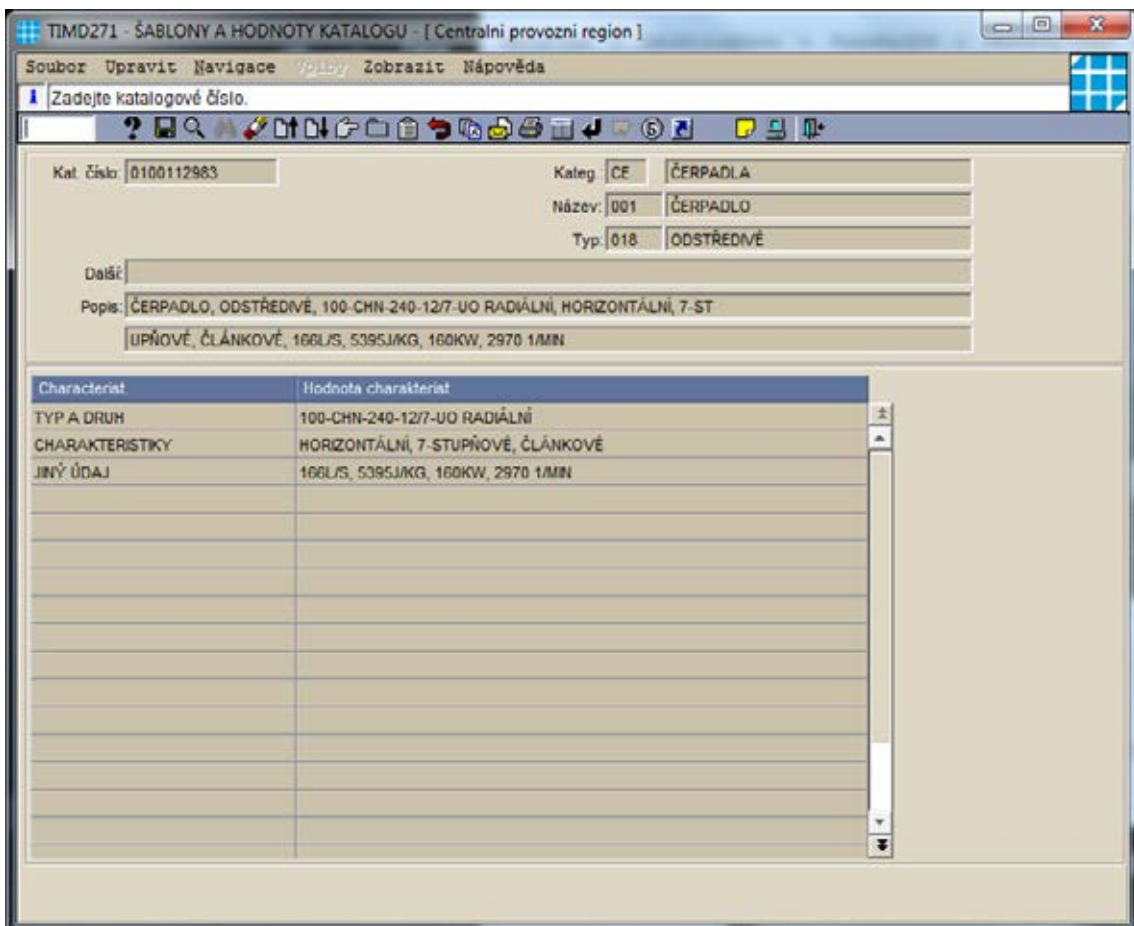 TIMD271 - ŠABLONY A HODNOTY KATALOGU - [ Centralni provozni region ]
Soubor Upravit Navigace Volby Zobrazit Nápověda
Zadejte katalogové číslo.
Kat. číslo: 0100112983 Kateg. CE ČERPADLA
Název: 001 ČERPADLO
Typ: 018 ODSTŘEDIVÉ
Další:
Popis: ČERPADLO, ODSTŘEDIVÉ, 100-CHN-240-12/7-UO RADIÁLNÍ, HORIZONTÁLNÍ, 7-ST
UPŇOVÉ, ČLÁNKOVÉ, 166L/S, 5395J/KG, 160KW, 2970 1/MIN
Characterist. Hodnota charakterist
TYP A DRUH 100-CHN-240-12/7-UO RADIÁLNÍ
CHARAKTERISTIKY HORIZONTÁLNÍ, 7-STUPŇOVÉ, ČLÁNKOVÉ
JINÝ ÚDAJ 166L/S, 5395J/KG, 160KW, 2970 1/MIN